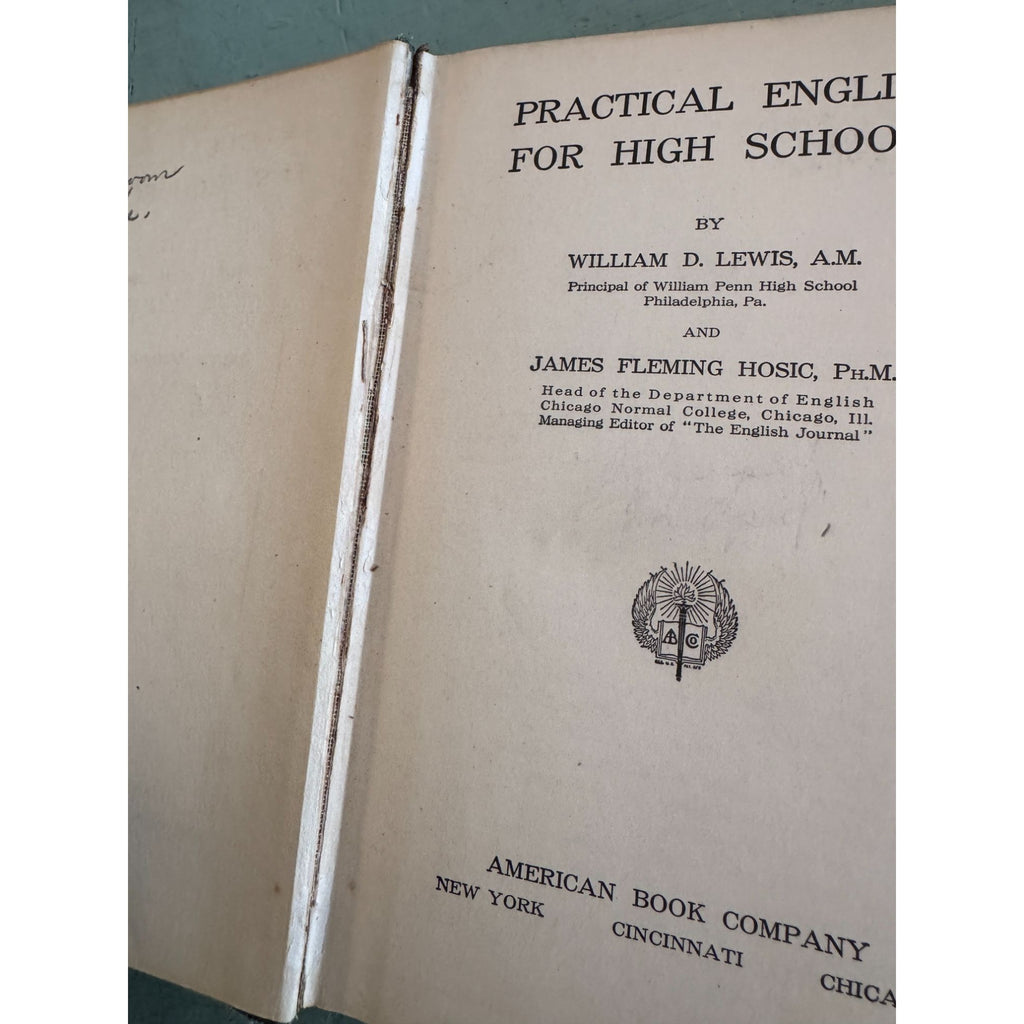 PRACTICAL ENGLI
FOR HIGH SCHOO
BY
WILLIAM D. LEWIS, A.M.
Principal of William Penn High School
Philadelphia, Pa.
AND
JAMES FLEMING HOSIC, PH.M.
Head of the Department of English
Chicago Normal College, Chicago, Ill.
Managing Editor of "The English Journal"
AB CO
AMERICAN BOOK COMPANY
NEW YORK CINCINNATI CHICA